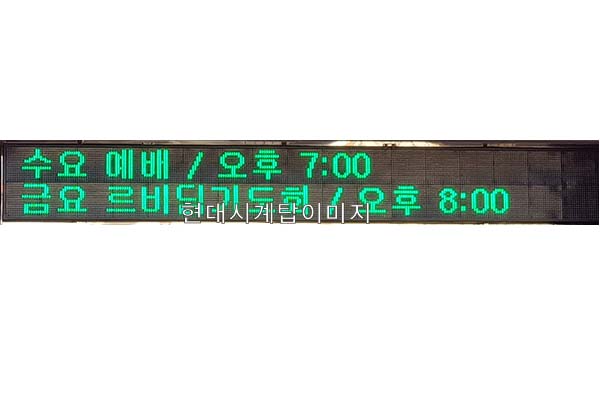 수요 예배 / 오후 7:00
금요 르비딤기도회 / 오후 8:00
현대시계탑이미지